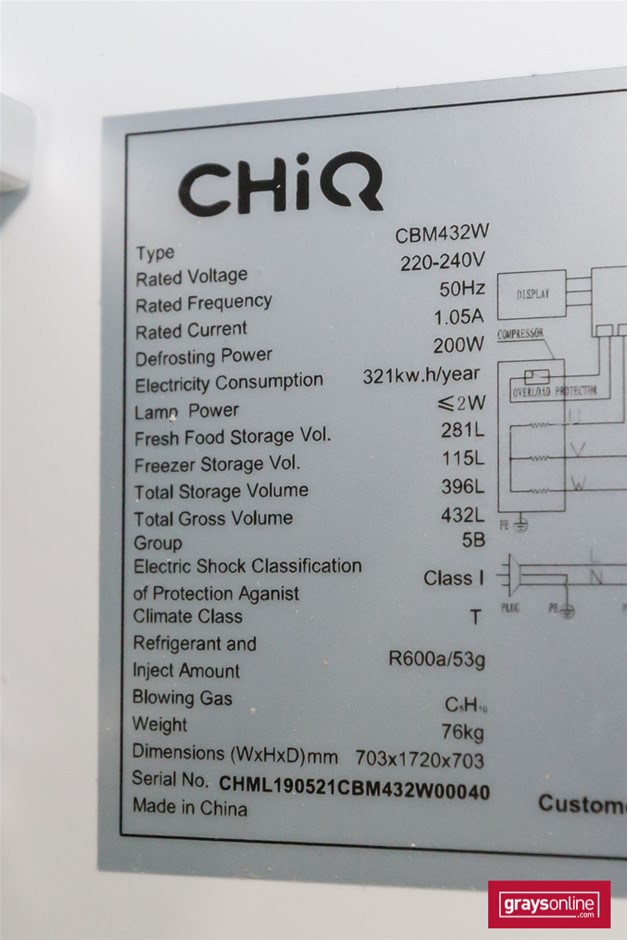 CHiQ
Type CBM432W
Rated Voltage 220-240V
Rated Frequency 50Hz
Rated Current 1.05A
Defrosting Power 200W
Electricity Consumption 321kw.h/year
Lamp Power ≤2W
Fresh Food Storage Vol. 281L
Freezer Storage Vol. 115L
Total Storage Volume 396L
Total Gross Volume 432L
Group 5B
Electric Shock Classification
of Protection Aganist Class I
Climate Class T
Refrigerant and
Inject Amount R600a/53g
Blowing Gas C₅H₁₀
Weight 76kg
Dimensions (WxHxD)mm 703x1720x703
Serial No. CHML190521CBM432W00040
Made in China
DISPLAY
COMPRESSOR
OVERLOAD PROTECTOR
U
V
W
PE
L
N
PLUG
PE
Custome
graysonline
.com